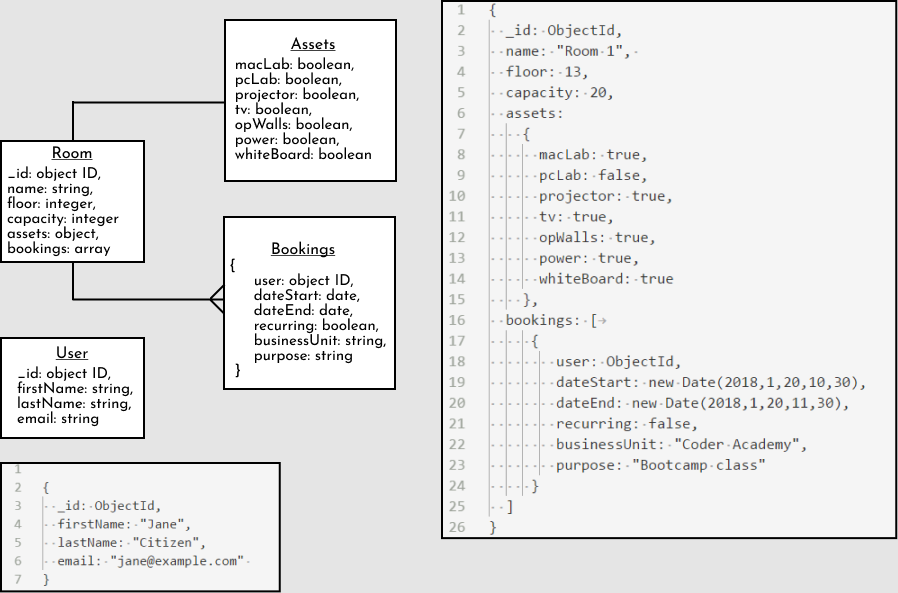 Assets
macLab: boolean,
pcLab: boolean,
projector: boolean,
tv: boolean,
opWalls: boolean,
power: boolean,
whiteBoard: boolean
Room
_id: object ID,
name: string,
floor: integer,
capacity: integer
assets: object,
bookings: array
Bookings
{
user: object ID,
dateStart: date,
dateEnd: date,
recurring: boolean,
businessUnit: string,
purpose: string
}
User
_id: object ID,
firstName: string,
lastName: string,
email: string
1
2 {
3 _id: ObjectId,
4 firstName: "Jane",
5 lastName: "Citizen",
6 email: "jane@example.com"
7 }
1 {
2 _id: ObjectId,
3 name: "Room 1",
4 floor: 13,
5 capacity: 20,
6 assets:
7 {
8 macLab: true,
9 pcLab: false,
10 projector: true,
11 tv: true,
12 opWalls: true,
13 power: true,
14 whiteBoard: true
15 },
16 bookings: [
17 {
18 user: ObjectId,
19 dateStart: new Date(2018,1,20,10,30),
20 dateEnd: new Date(2018,1,20,11,30),
21 recurring: false,
22 businessUnit: "Coder Academy",
23 purpose: "Bootcamp class"
24 }
25 ]
26 }